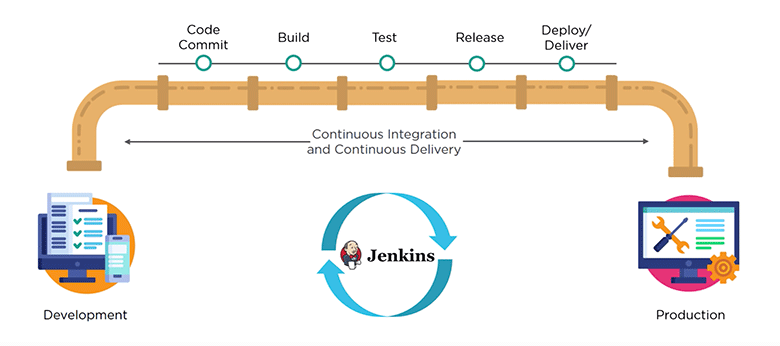 Code
Commit
Build
Test
Release
Deploy/
Deliver
Continuous Integration
and Continuous Delivery
Jenkins
Development
Production